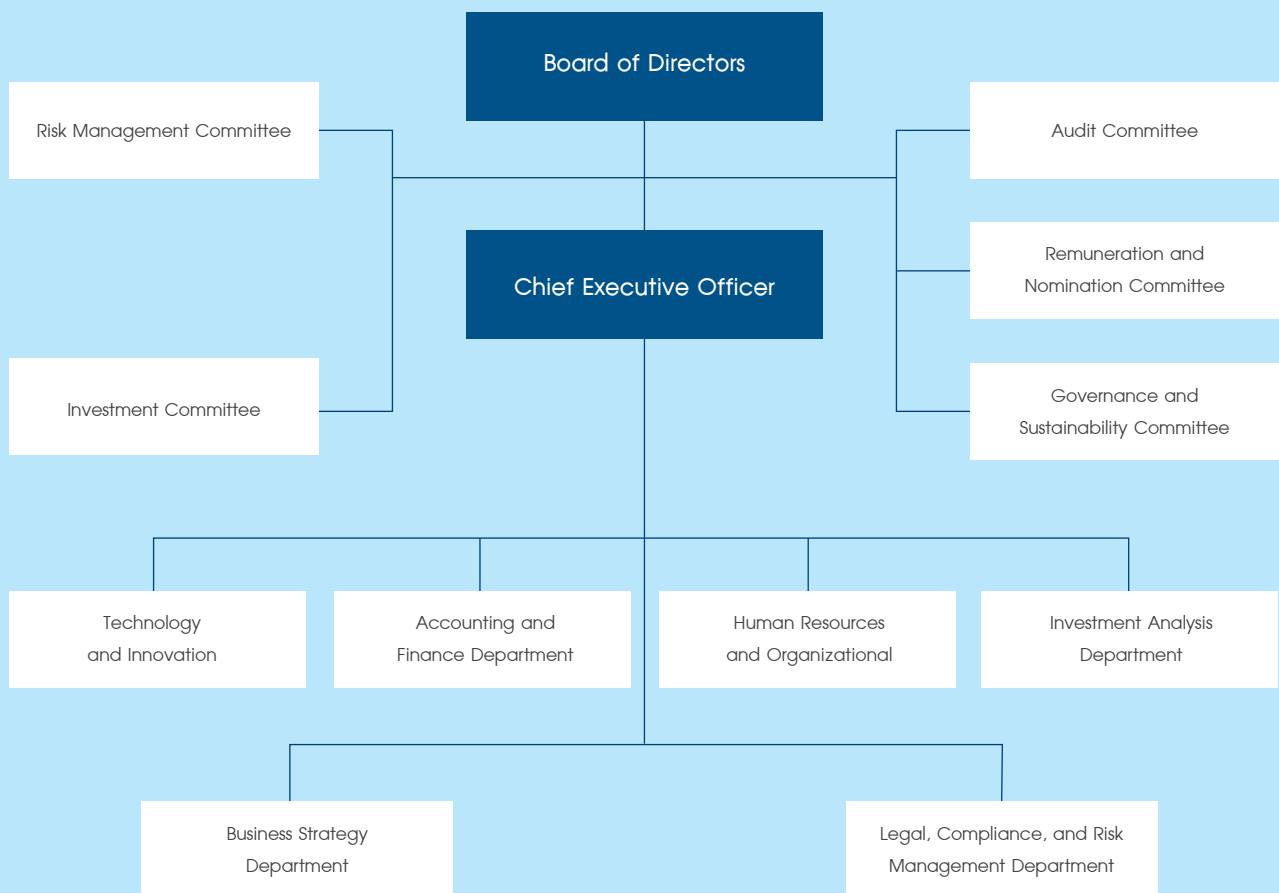 Board of Directors
Risk Management Committee
Audit Committee
Remuneration and
Nomination Committee
Chief Executive Officer
Investment Committee
Governance and
Sustainability Committee
Technology
and Innovation
Accounting and
Finance Department
Human Resources
and Organizational
Investment Analysis
Department
Business Strategy
Department
Legal, Compliance, and Risk
Management Department